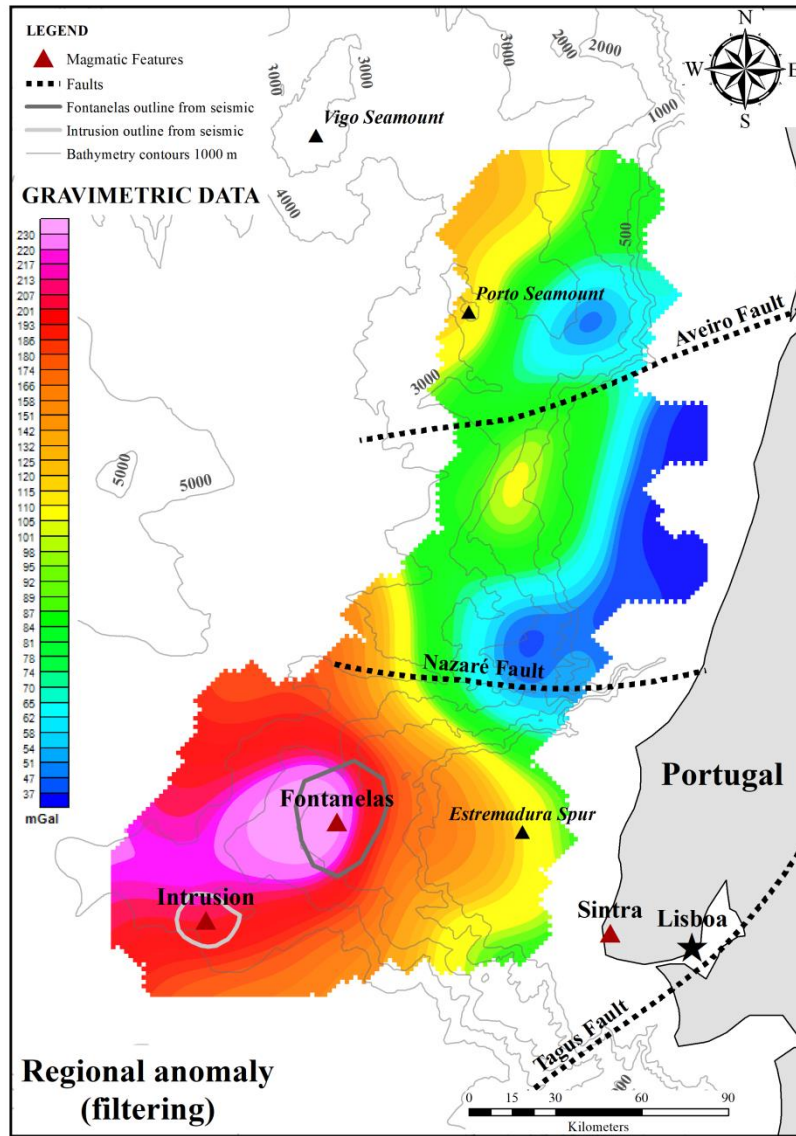 LEGEND
Magmatic Features
Faults
Fontanelas outline from seismic
Intrusion outline from seismic
Bathymetry contours 1000 m
N
W E
S
3000
3000
3000
2000
2000
1000
Vigo Seamount
4000
GRAVIMETRIC DATA
230
220
217
213
207
201
193
186
180
174
166
158
151
142
132
125
120
115
110
105
101
98
95
92
89
87
84
81
78
74
70
65
62
58
54
51
47
37
mGal
500
Porto Seamount
Aveiro Fault
3000
5000
5000
Nazaré Fault
Portugal
Fontanelas
Estremadura Spur
Intrusion
Sintra
Lisboa
Tagus Fault
Regional anomaly
(filtering)
0 15 30 60 90
Kilometers